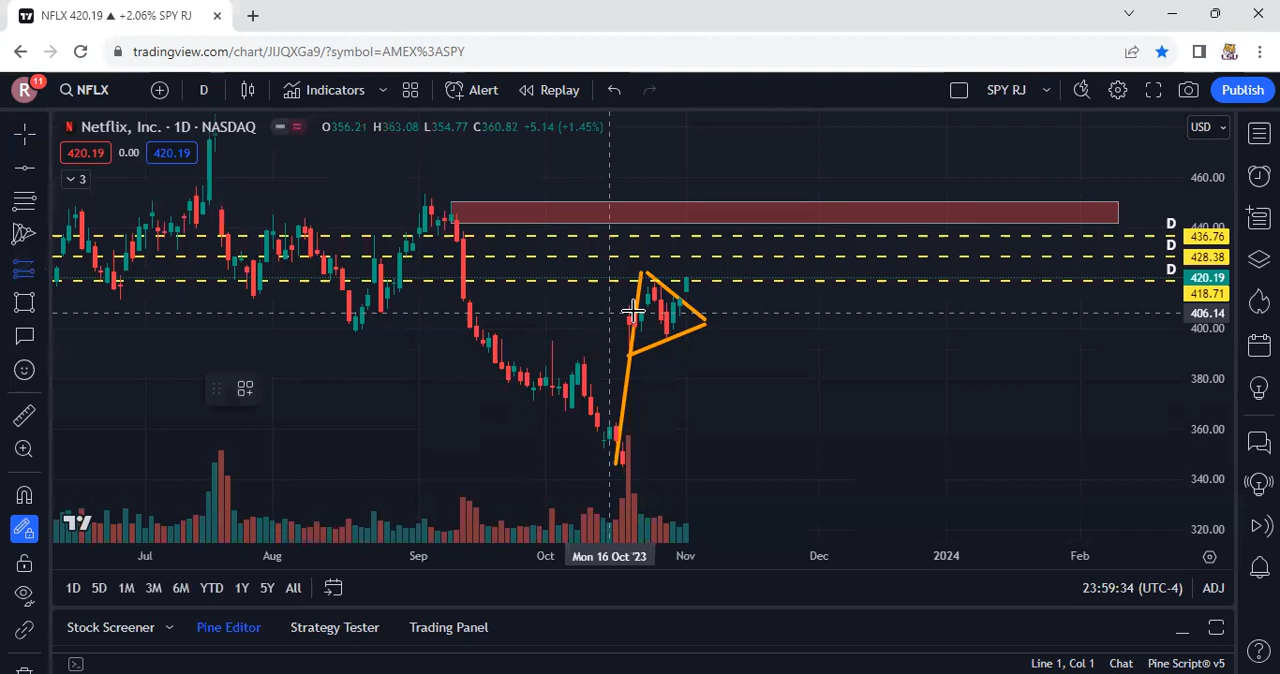 NFLX 420.19 ▲ +2.06% SPY RJ
tradingview.com/chart/JIJQXGa9/?symbol=AMEX%3ASPY
R 11 NFLX D Indicators Alert Replay SPY RJ Publish
Netflix, Inc. · 1D · NASDAQ O356.21 H363.08 L354.77 C360.82 +5.14 (+1.45%) USD
420.19 0.00 420.19
3
460.00
440.00
D 436.76
D 428.38
D 420.19
418.71
406.14
400.00
380.00
360.00
340.00
320.00
Jul Aug Sep Oct Mon 16 Oct '23 Nov Dec 2024 Feb
1D 5D 1M 3M 6M YTD 1Y 5Y All 23:59:34 (UTC-4) ADJ
Stock Screener Pine Editor Strategy Tester Trading Panel
Line 1, Col 1 Chat Pine Script® v5